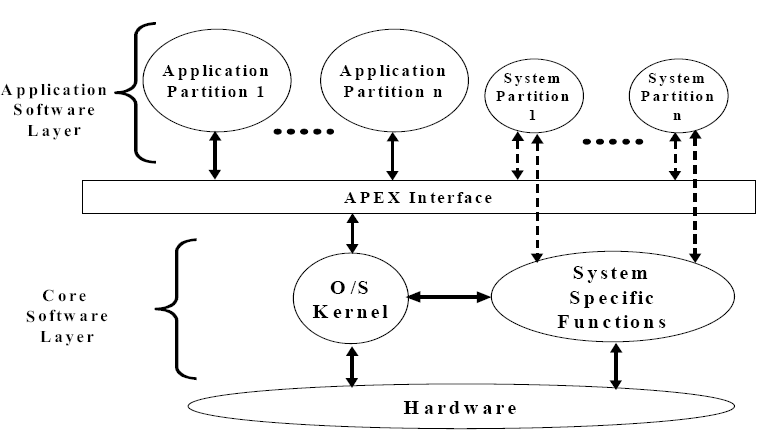 Application
Software
Layer
Application
Partition 1
Application
Partition n
System
Partition
1
System
Partition
n
APEX Interface
Core
Software
Layer
O/S
Kernel
System
Specific
Functions
Hardware